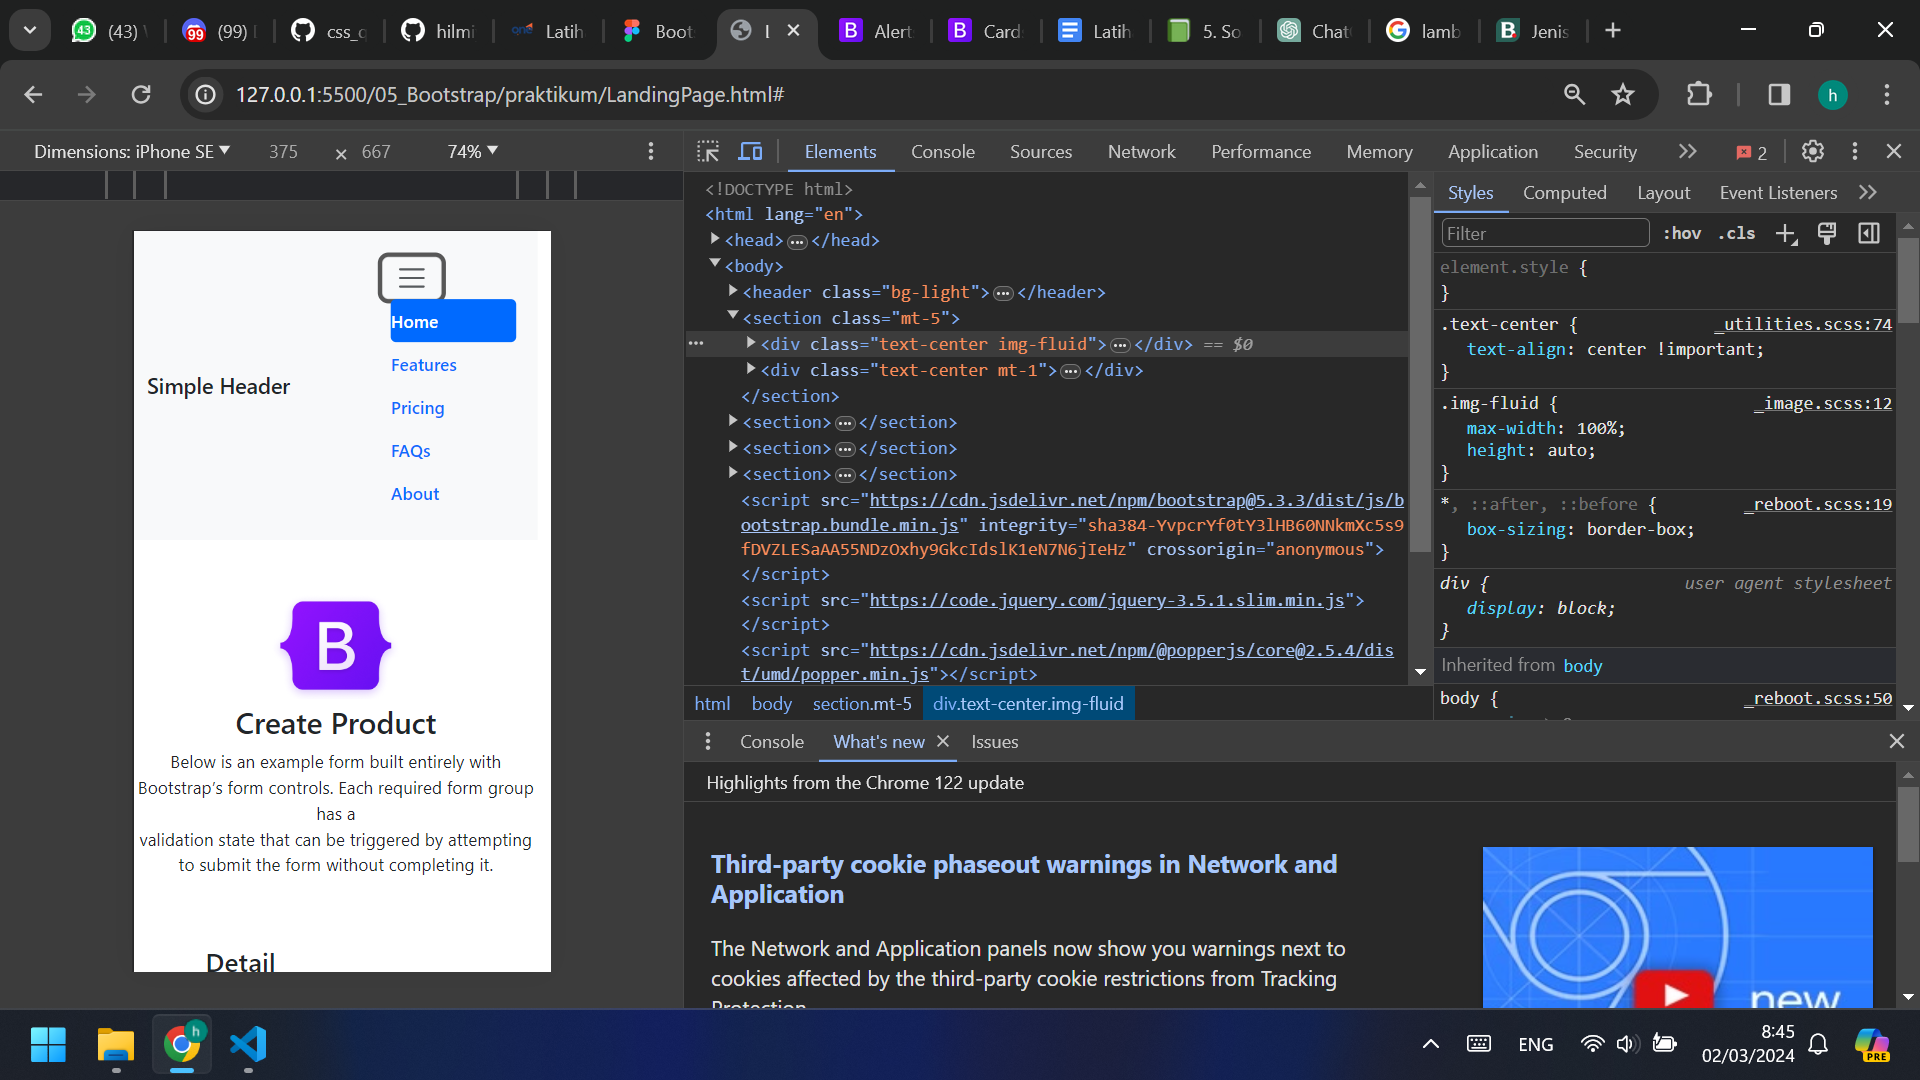 43
(43) \
99
(99) I
css_q
hilmi
one
Latih
Boot
l
B
Alert
B
Card
Latih
5. So
Chat
lamb
B.
Jenis
127.0.0.1:5500/05_Bootstrap/praktikum/LandingPage.html#
h
Dimensions: iPhone SE
375
×
667
74%
Elements
Console
Sources
Network
Performance
Memory
Application
Security
2
Simple Header
Home
Features
Pricing
FAQs
About
B
Create Product
Below is an example form built entirely with
Bootstrap’s form controls. Each required form group
has a
validation state that can be triggered by attempting
to submit the form without completing it.
Detail
<!DOCTYPE html>
<html lang="en">
<head>…</head>
<body>
<header class="bg-light">…</header>
<section class="mt-5">
… <div class="text-center img-fluid">…</div> == $0
<div class="text-center mt-1">…</div>
</section>
<section>…</section>
<section>…</section>
<section>…</section>
<script src="https://cdn.jsdelivr.net/npm/bootstrap@5.3.3/dist/js/b
ootstrap.bundle.min.js" integrity="sha384-YvpcrYf0tY3lHB60NNkmXc5s9
fDVZLESaAA55NDzOxhy9GkcIdslK1eN7N6jIeHz" crossorigin="anonymous">
</script>
<script src="https://code.jquery.com/jquery-3.5.1.slim.min.js">
</script>
<script src="https://cdn.jsdelivr.net/npm/@popperjs/core@2.5.4/dis
t/umd/popper.min.js"></script>
html
body
section.mt-5
div.text-center.img-fluid
Styles
Computed
Layout
Event Listeners
Filter
:hov
.cls
element.style {
}
.text-center {
_utilities.scss:74
text-align: center !important;
}
.img-fluid {
_image.scss:12
max-width: 100%;
height: auto;
}
*, ::after, ::before {
_reboot.scss:19
box-sizing: border-box;
}
div {
user agent stylesheet
display: block;
}
Inherited from body
body {
_reboot.scss:50
Console
What's new
Issues
Highlights from the Chrome 122 update
Third-party cookie phaseout warnings in Network and
Application
The Network and Application panels now show you warnings next to
cookies affected by the third-party cookie restrictions from Tracking
Protection
new
h
ENG
8:45
02/03/2024
PRE